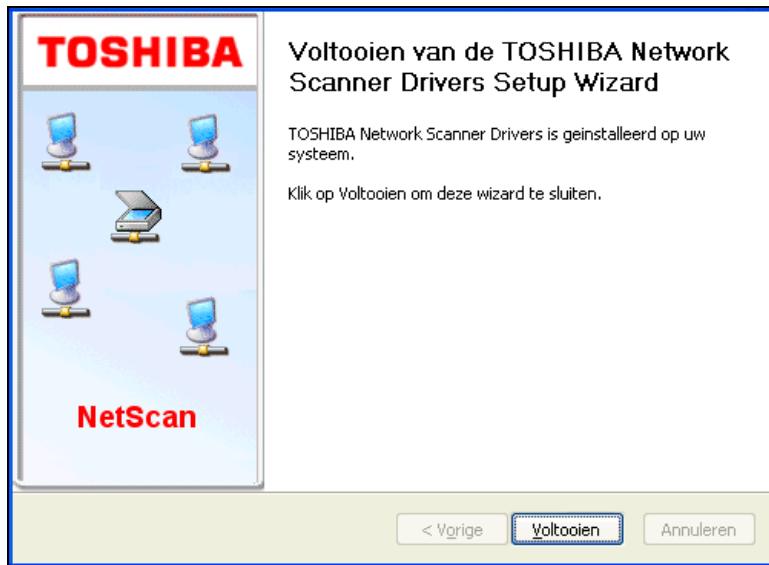 TOSHIBA
NetScan
Voltooien van de TOSHIBA Network
Scanner Drivers Setup Wizard
TOSHIBA Network Scanner Drivers is geinstalleerd op uw
systeem.
Klik op Voltooien om deze wizard te sluiten.
< Vorige
Voltooien
Annuleren